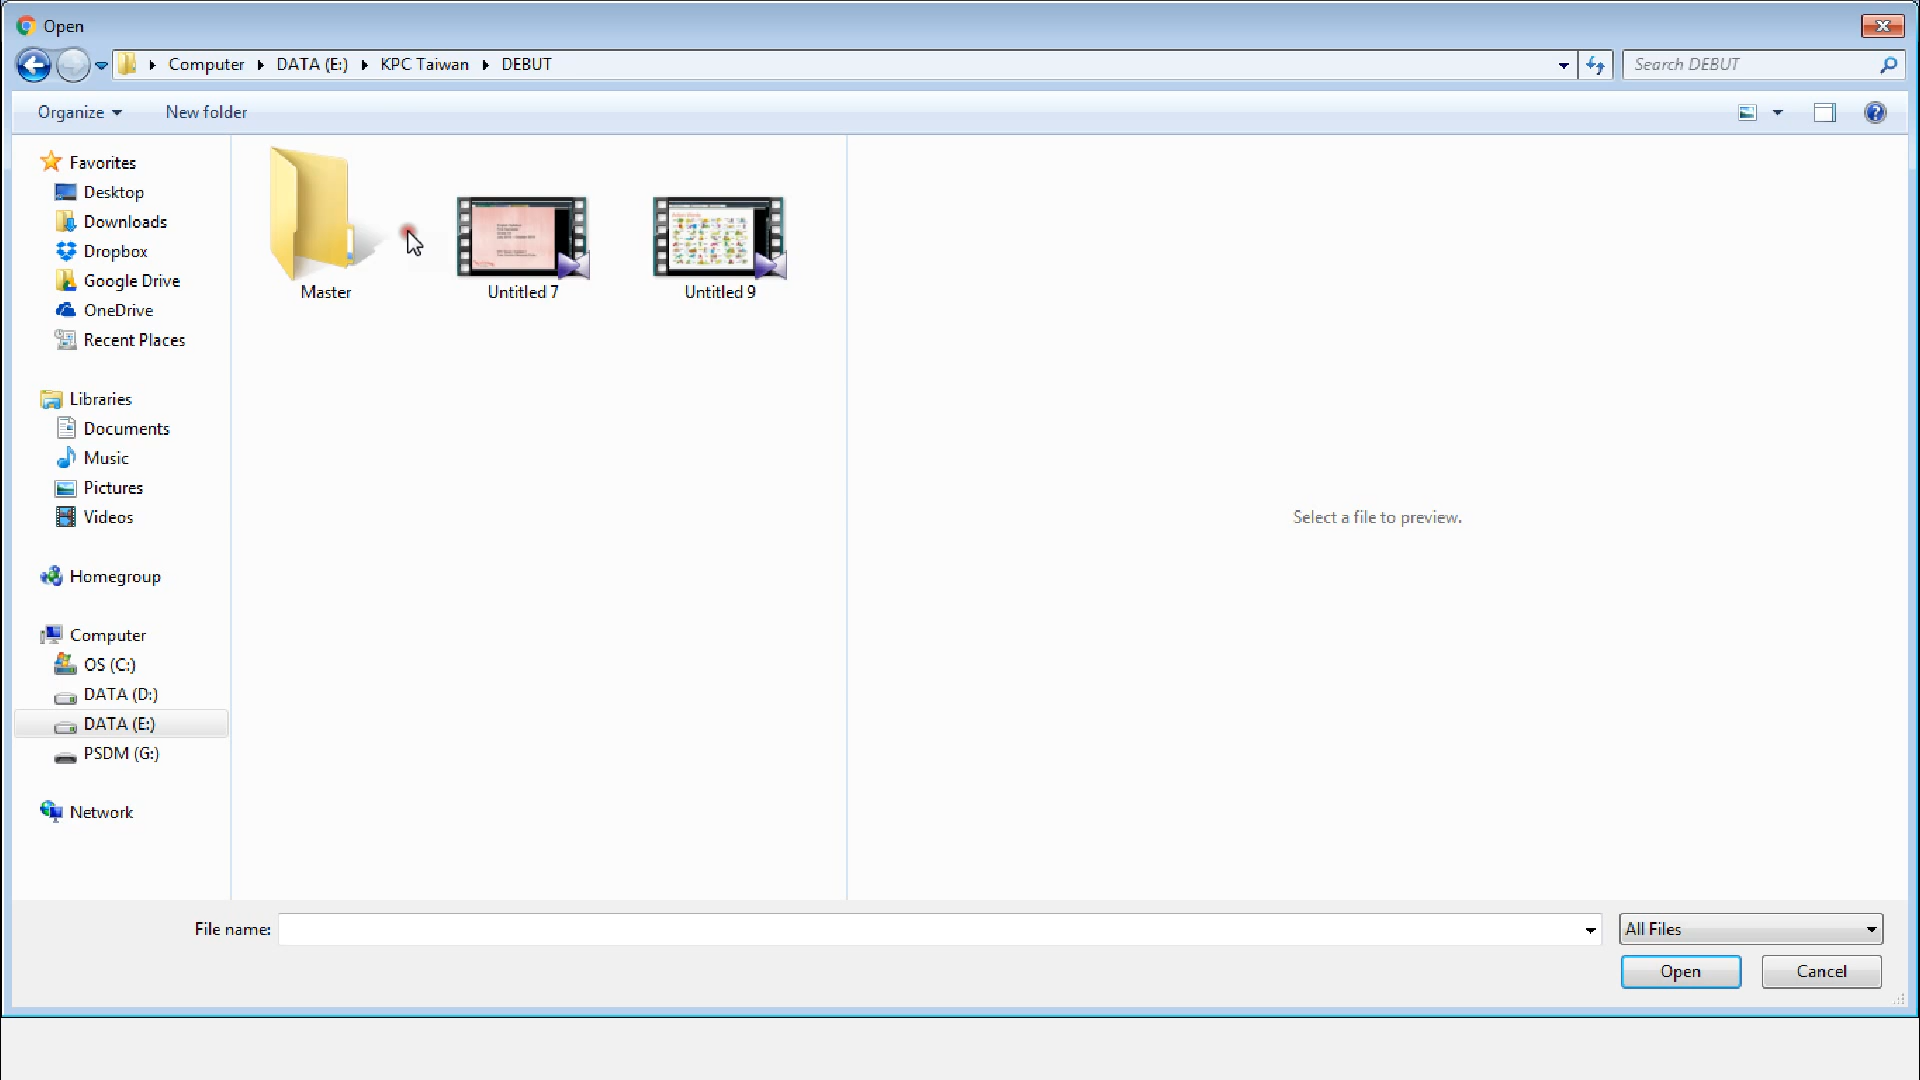 Open
Computer DATA (E:) KPC Taiwan DEBUT
Search DEBUT
Organize New folder
Favorites
Desktop
Downloads
Dropbox
Google Drive
OneDrive
Recent Places
Libraries
Documents
Music
Pictures
Videos
Homegroup
Computer
OS (C:)
DATA (D:)
DATA (E:)
PSDM (G:)
Network
Master
Untitled 7
Untitled 9
Select a file to preview.
File name:
All Files
Open
Cancel